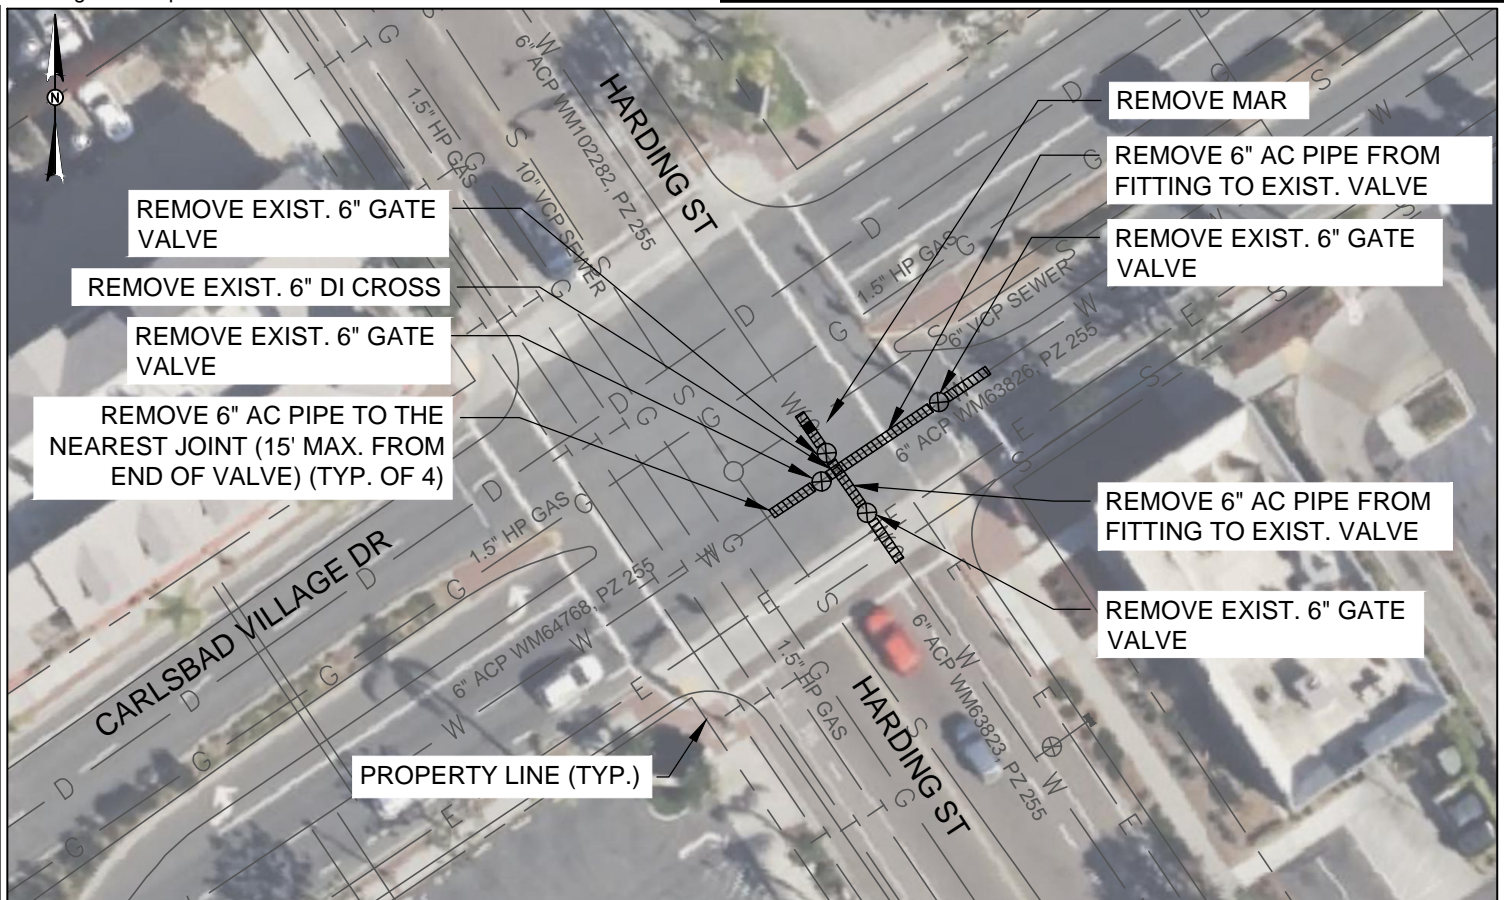 N
REMOVE EXIST. 6" GATE
VALVE
REMOVE EXIST. 6" DI CROSS
REMOVE EXIST. 6" GATE
VALVE
REMOVE 6" AC PIPE TO THE
NEAREST JOINT (15' MAX. FROM
END OF VALVE) (TYP. OF 4)
REMOVE MAR
REMOVE 6" AC PIPE FROM
FITTING TO EXIST. VALVE
REMOVE EXIST. 6" GATE
VALVE
REMOVE 6" AC PIPE FROM
FITTING TO EXIST. VALVE
REMOVE EXIST. 6" GATE
VALVE
PROPERTY LINE (TYP.)
HARDING ST
HARDING ST
CARLSBAD VILLAGE DR
6" ACP WM102282, PZ 255
1.5" HP GAS
10" VCP SEWER
1.5" HP GAS
6" VCP SEWER
6" ACP WM63826, PZ 255
1.5" HP GAS
6" ACP WM64768, PZ 255
1.5" HP GAS
6" ACP WM63823, PZ 255